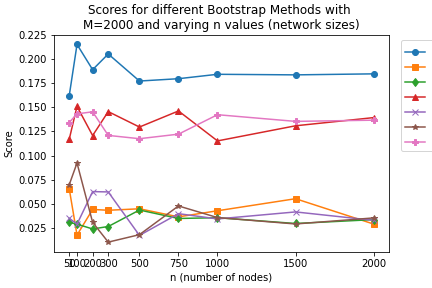 Scores for different Bootstrap Methods with
M=2000 and varying n values (network sizes)
0.225
0.200
0.175
0.150
0.125
0.100
0.075
0.050
0.025
Score
50 100 200 300 500 750 1000 1500 2000
n (number of nodes)